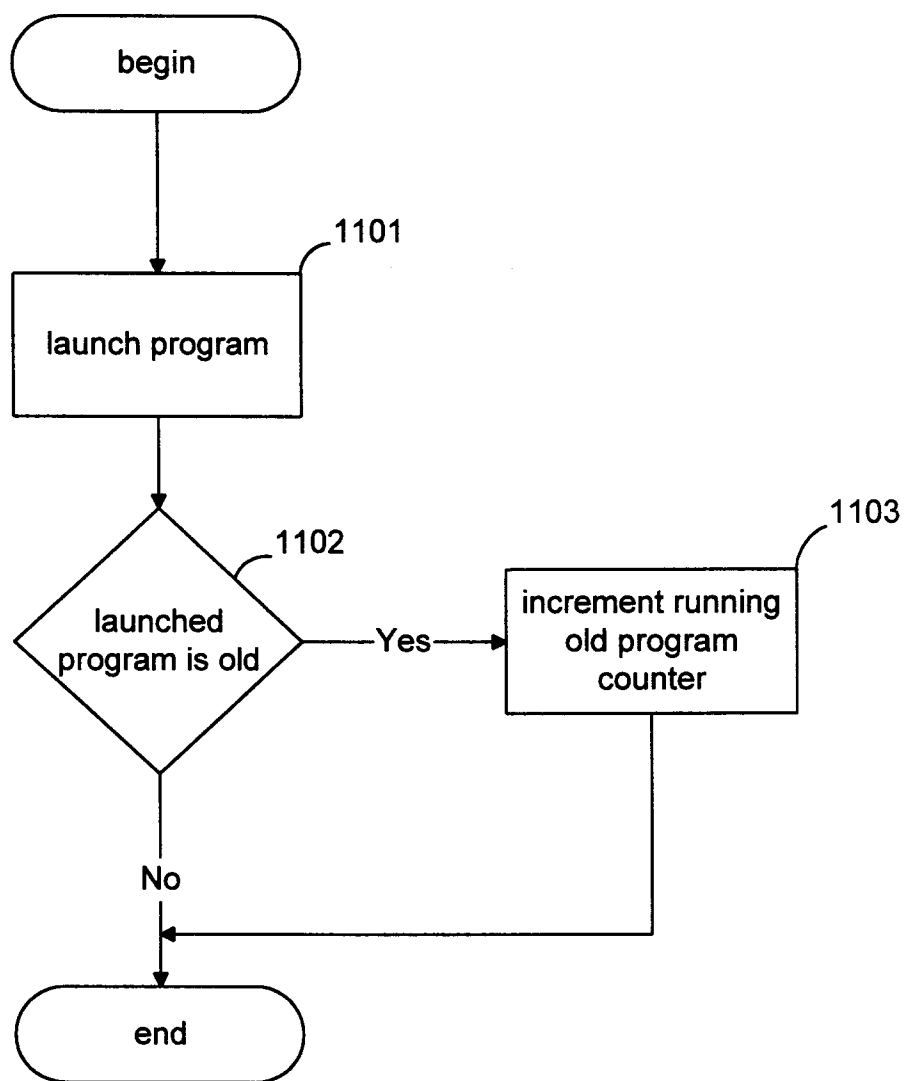 begin
1101
launch program
1102
launched
program is old
Yes
1103
increment running
old program
counter
No
end